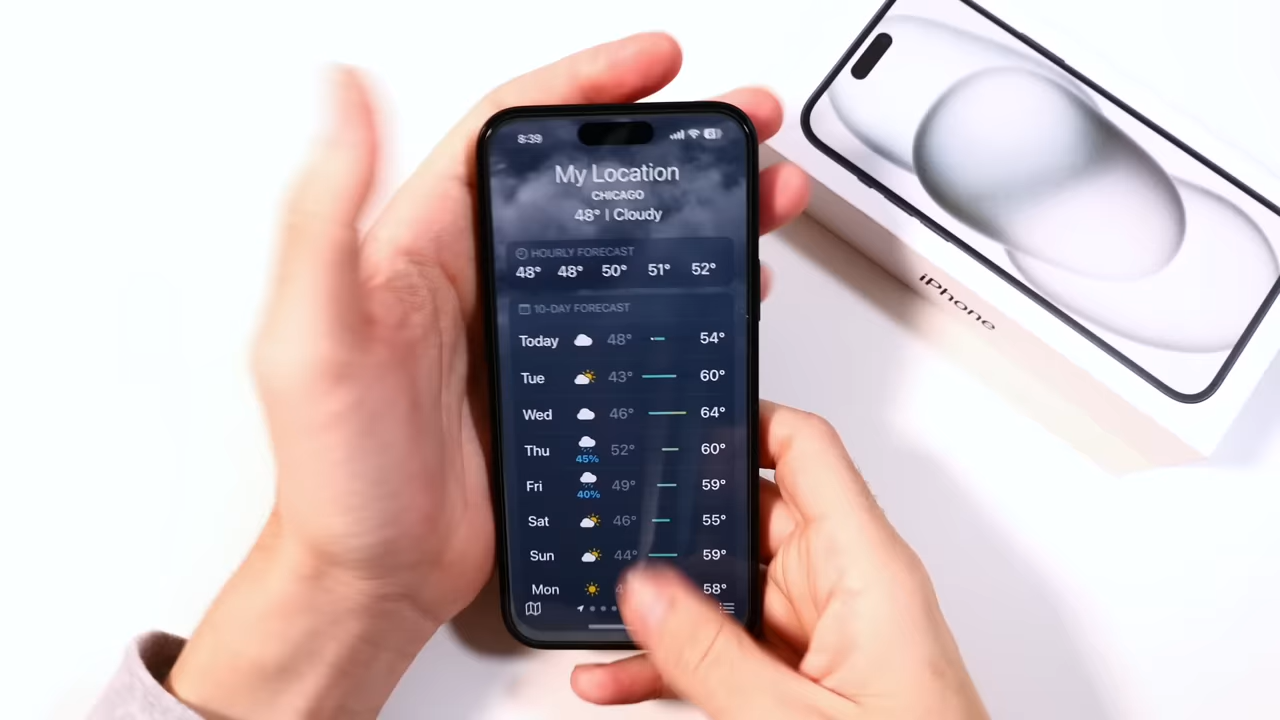 8:39
My Location
CHICAGO
48° | Cloudy
HOURLY FORECAST
48° 48° 50° 51° 52°
10-DAY FORECAST
Today 48° 54°
Tue 43° 60°
Wed 46° 64°
Thu 45% 52° 60°
Fri 40% 49° 59°
Sat 46° 55°
Sun 44° 59°
Mon 58°
iPhone